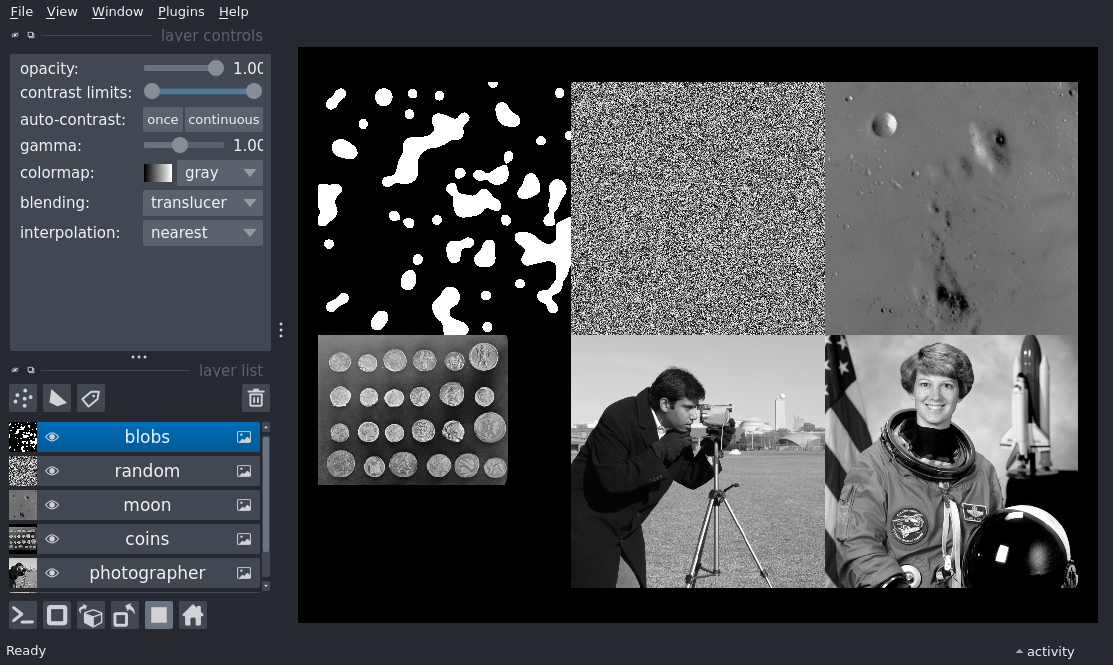 File View Window Plugins Help
layer controls
opacity: 1.00
contrast limits:
auto-contrast: once continuous
gamma: 1.00
colormap: gray
blending: translucer
interpolation: nearest
layer list
blobs
random
moon
coins
photographer
Ready
activity